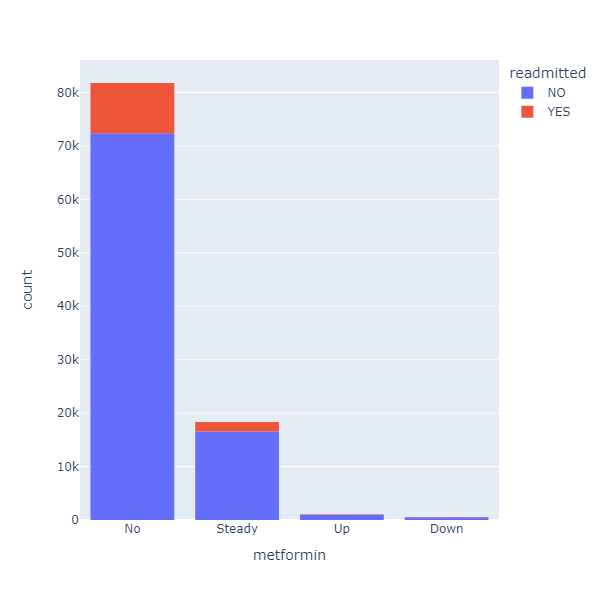 readmitted
NO
YES
80k
70k
60k
50k
40k
30k
20k
10k
0
count
No Steady Up Down
metformin